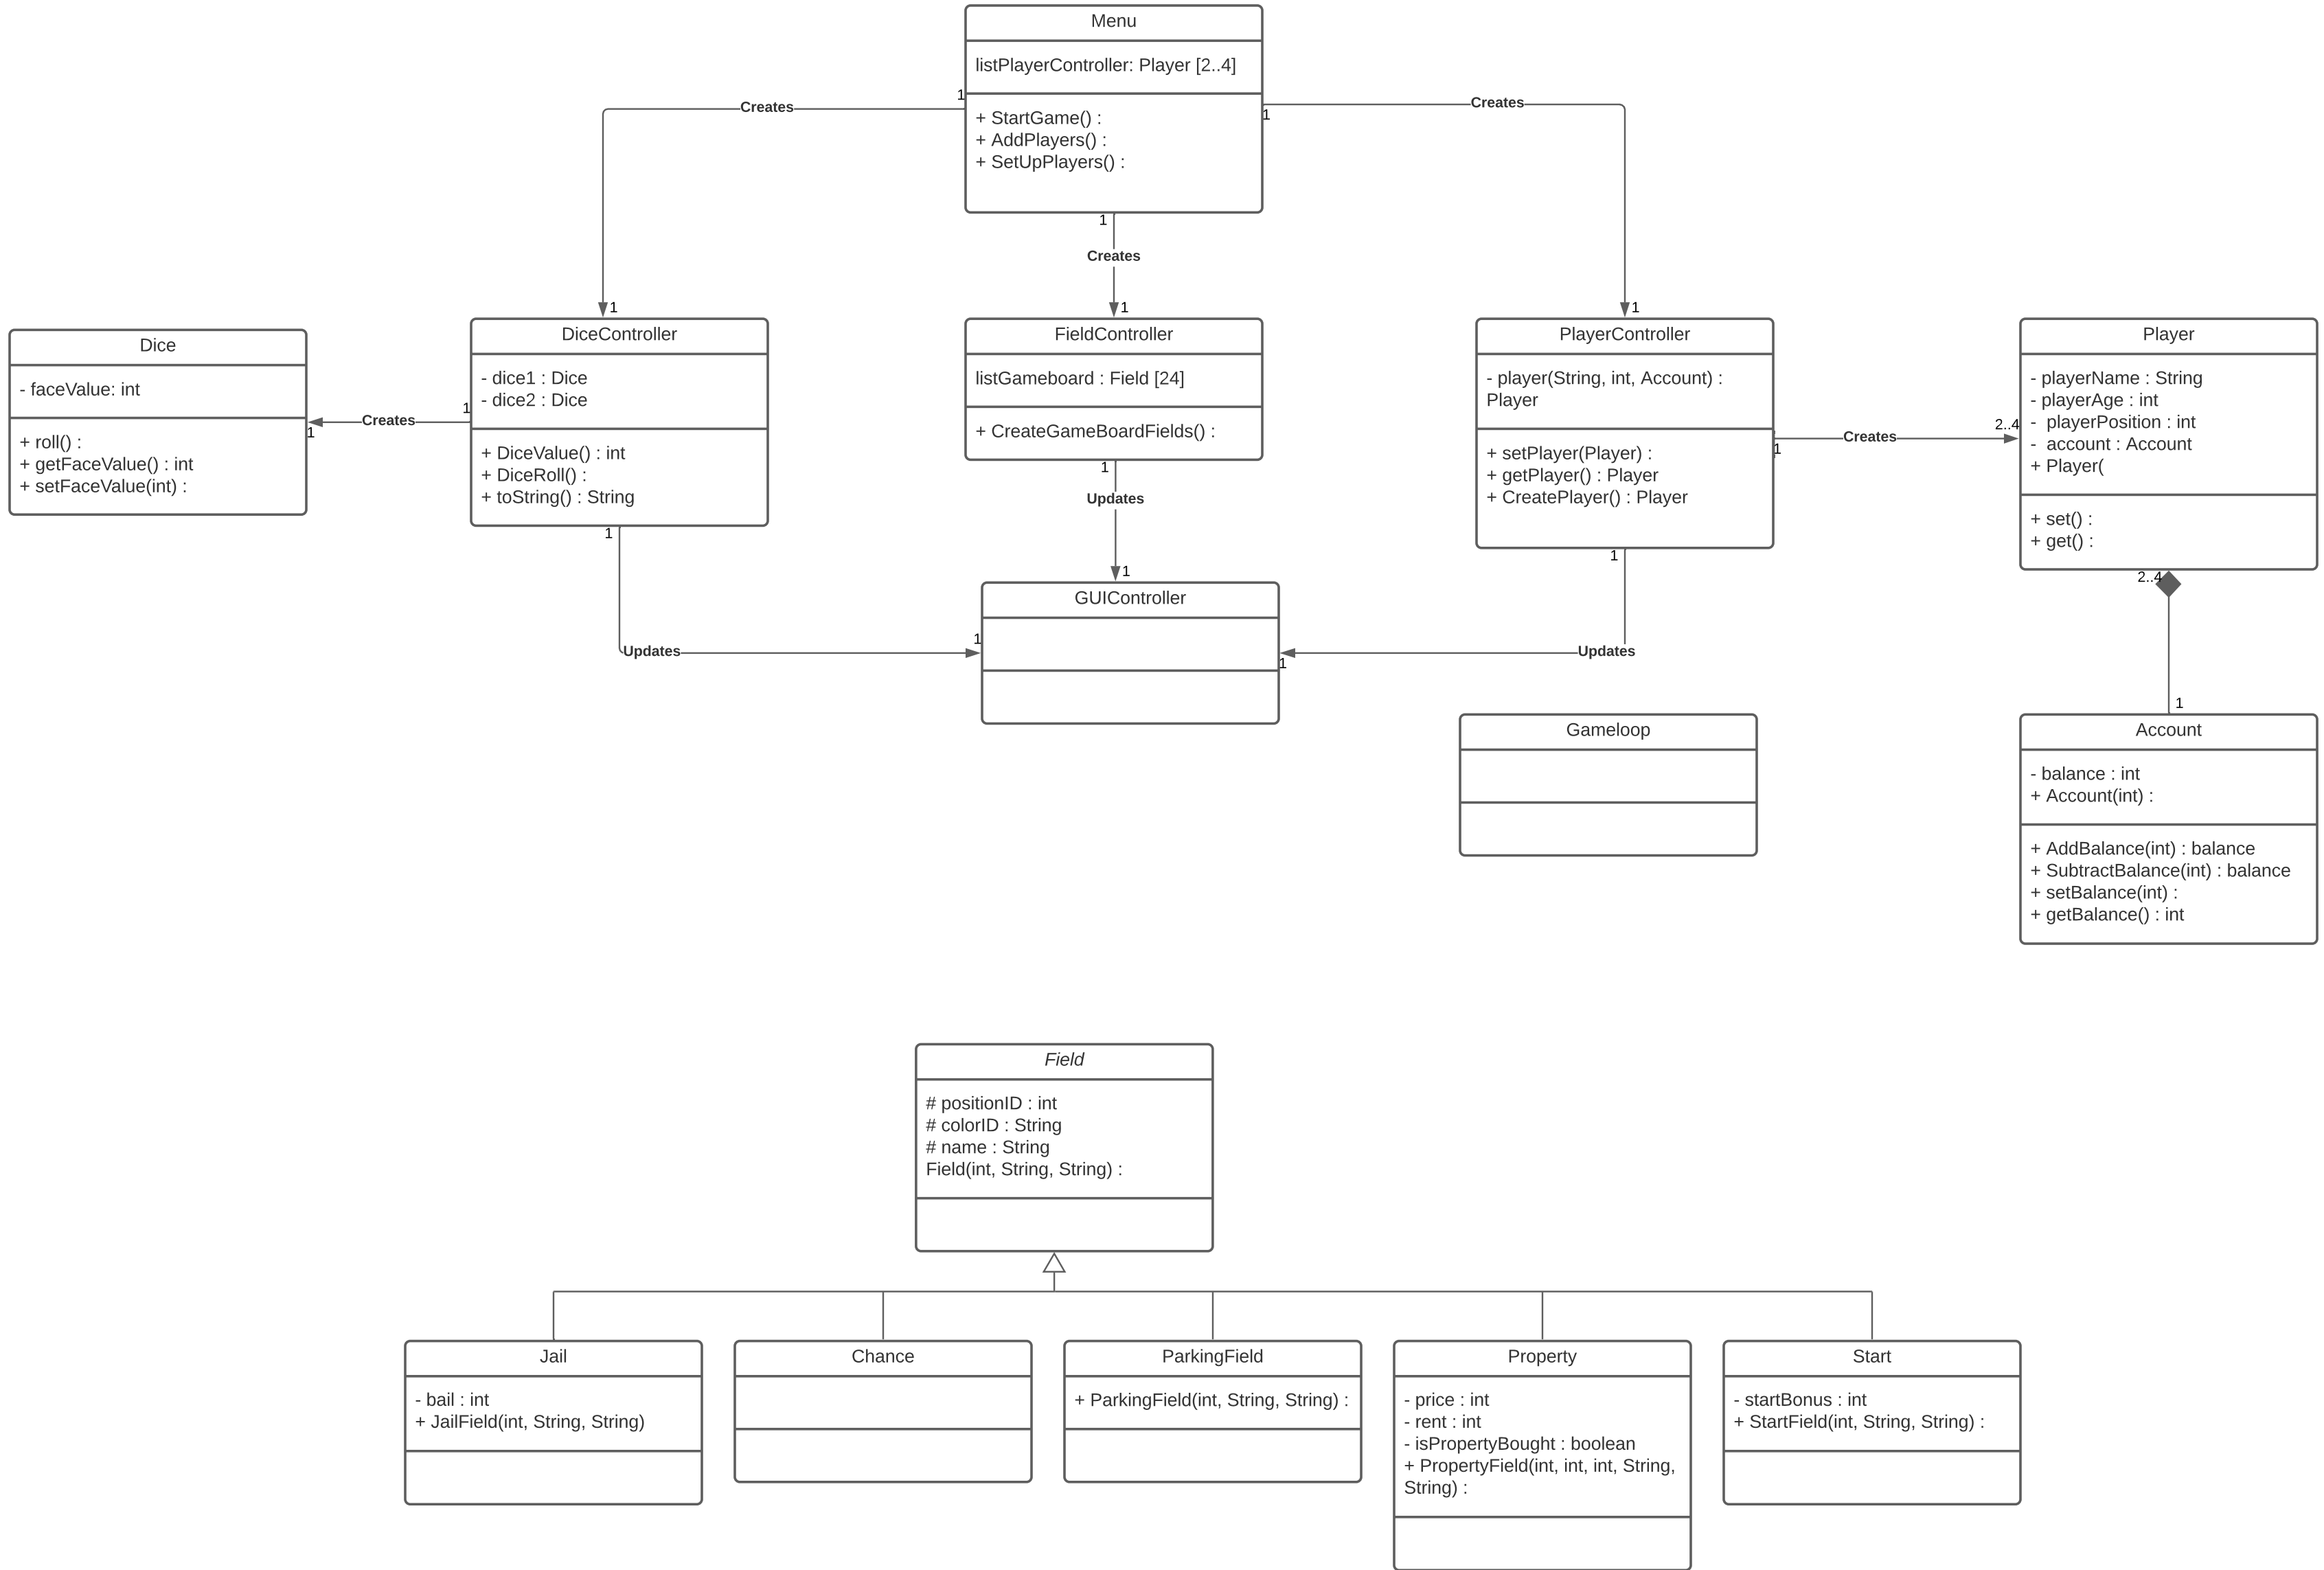 Menu
listPlayerController: Player [2..4]
+ StartGame() :
+ AddPlayers() :
+ SetUpPlayers() :
1
Creates
1
1
Creates
1
1
Creates
1
Dice
- faceValue: int
+ roll() :
+ getFaceValue() : int
+ setFaceValue(int) :
1
Creates
1
DiceController
- dice1 : Dice
- dice2 : Dice
+ DiceValue() : int
+ DiceRoll() :
+ toString() : String
FieldController
listGameboard : Field [24]
+ CreateGameBoardFields() :
PlayerController
- player(String, int, Account) :
Player
+ setPlayer(Player) :
+ getPlayer() : Player
+ CreatePlayer() : Player
1
Creates
2..4
Player
- playerName : String
- playerAge : int
-  playerPosition : int
-  account : Account
+ Player(
+ set() :
+ get() :
1
Updates
1
1
Updates
1
1
Updates
1
GUIController
2..4
1
Gameloop
Account
- balance : int
+ Account(int) :
+ AddBalance(int) : balance
+ SubtractBalance(int) : balance
+ setBalance(int) :
+ getBalance() : int
Field
# positionID : int
# colorID : String
# name : String
Field(int, String, String) :
Jail
- bail : int
+ JailField(int, String, String)
Chance
ParkingField
+ ParkingField(int, String, String) :
Property
- price : int
- rent : int
- isPropertyBought : boolean
+ PropertyField(int, int, int, String,
String) :
Start
- startBonus : int
+ StartField(int, String, String) :